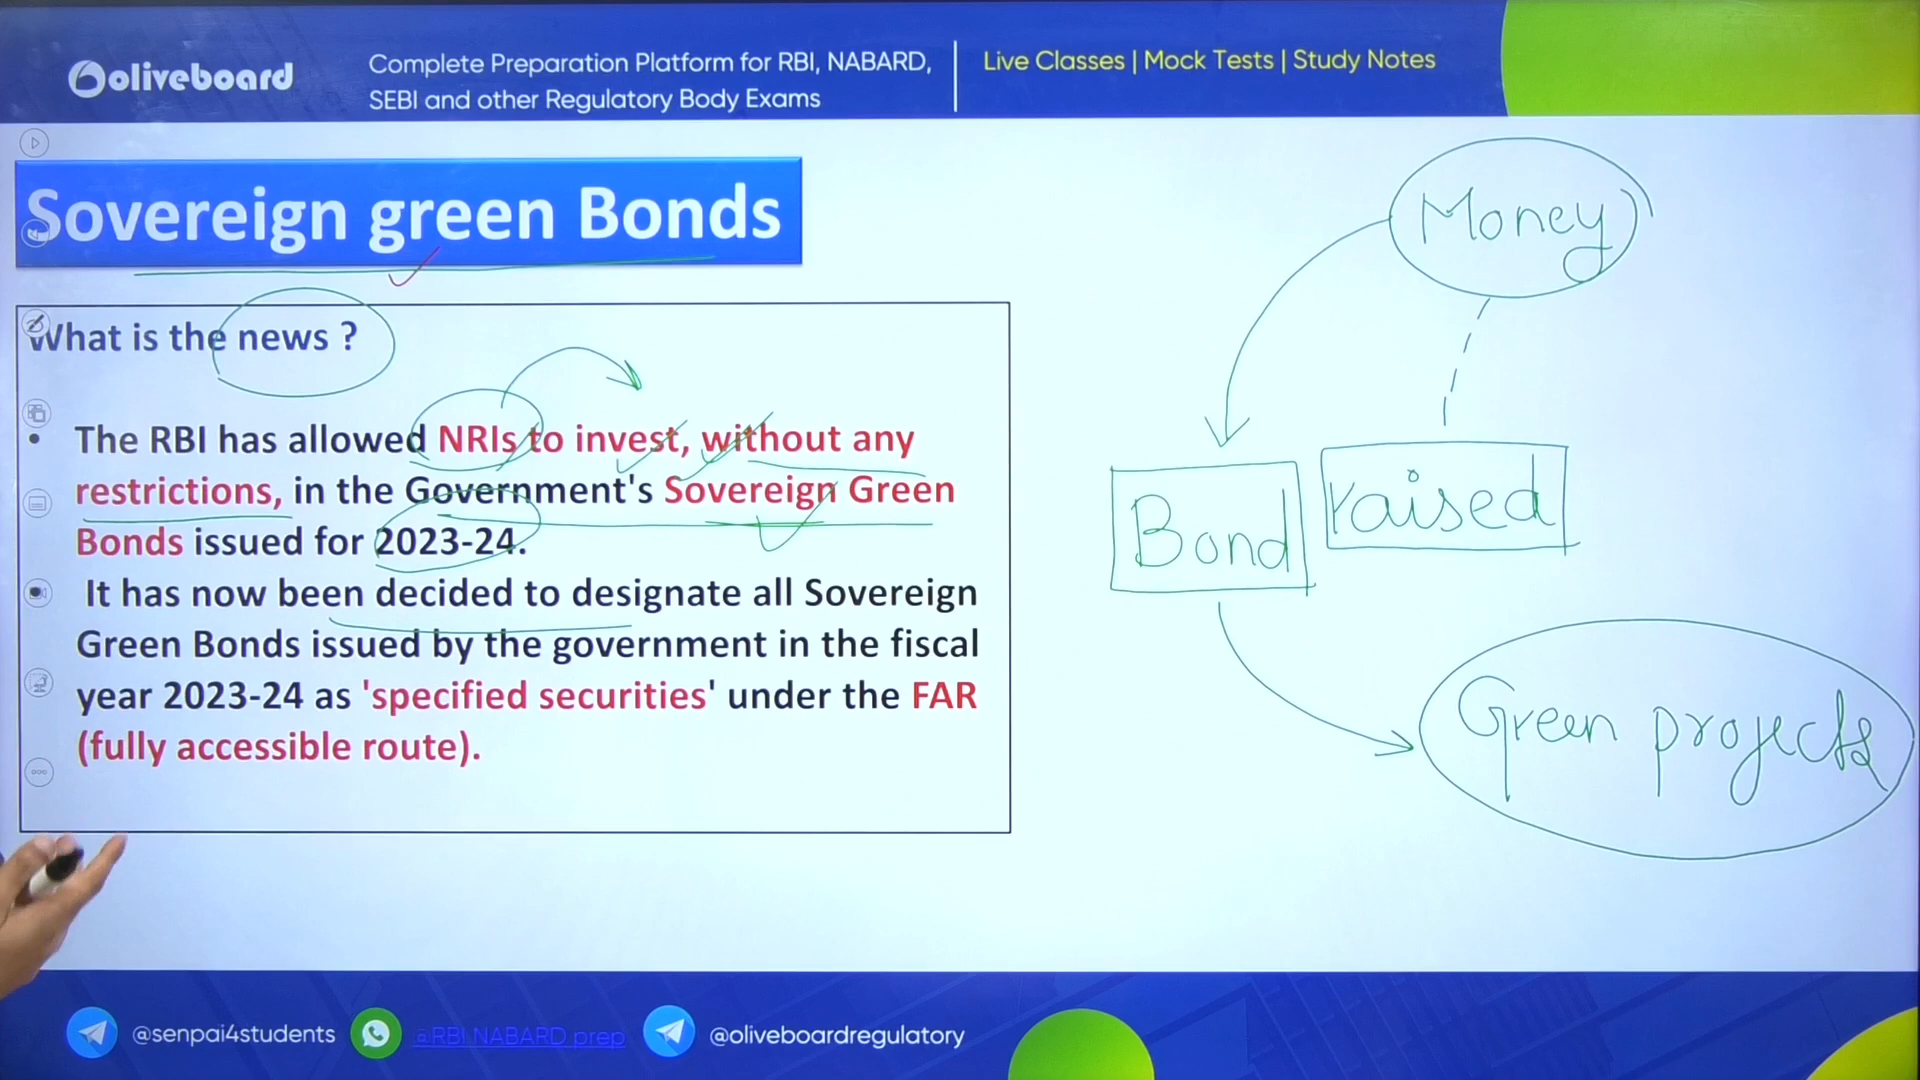 oliveboard
Complete Preparation Platform for RBI, NABARD,
SEBI and other Regulatory Body Exams
Live Classes | Mock Tests | Study Notes
Sovereign green Bonds
What is the news ?
• The RBI has allowed NRIs to invest, without any
restrictions, in the Government's Sovereign Green
Bonds issued for 2023-24.
It has now been decided to designate all Sovereign
Green Bonds issued by the government in the fiscal
year 2023-24 as 'specified securities' under the FAR
(fully accessible route).
Money
Bond
raised
Green projects
@senpai4students
@RBI.NABARD prep
@oliveboardregulatory